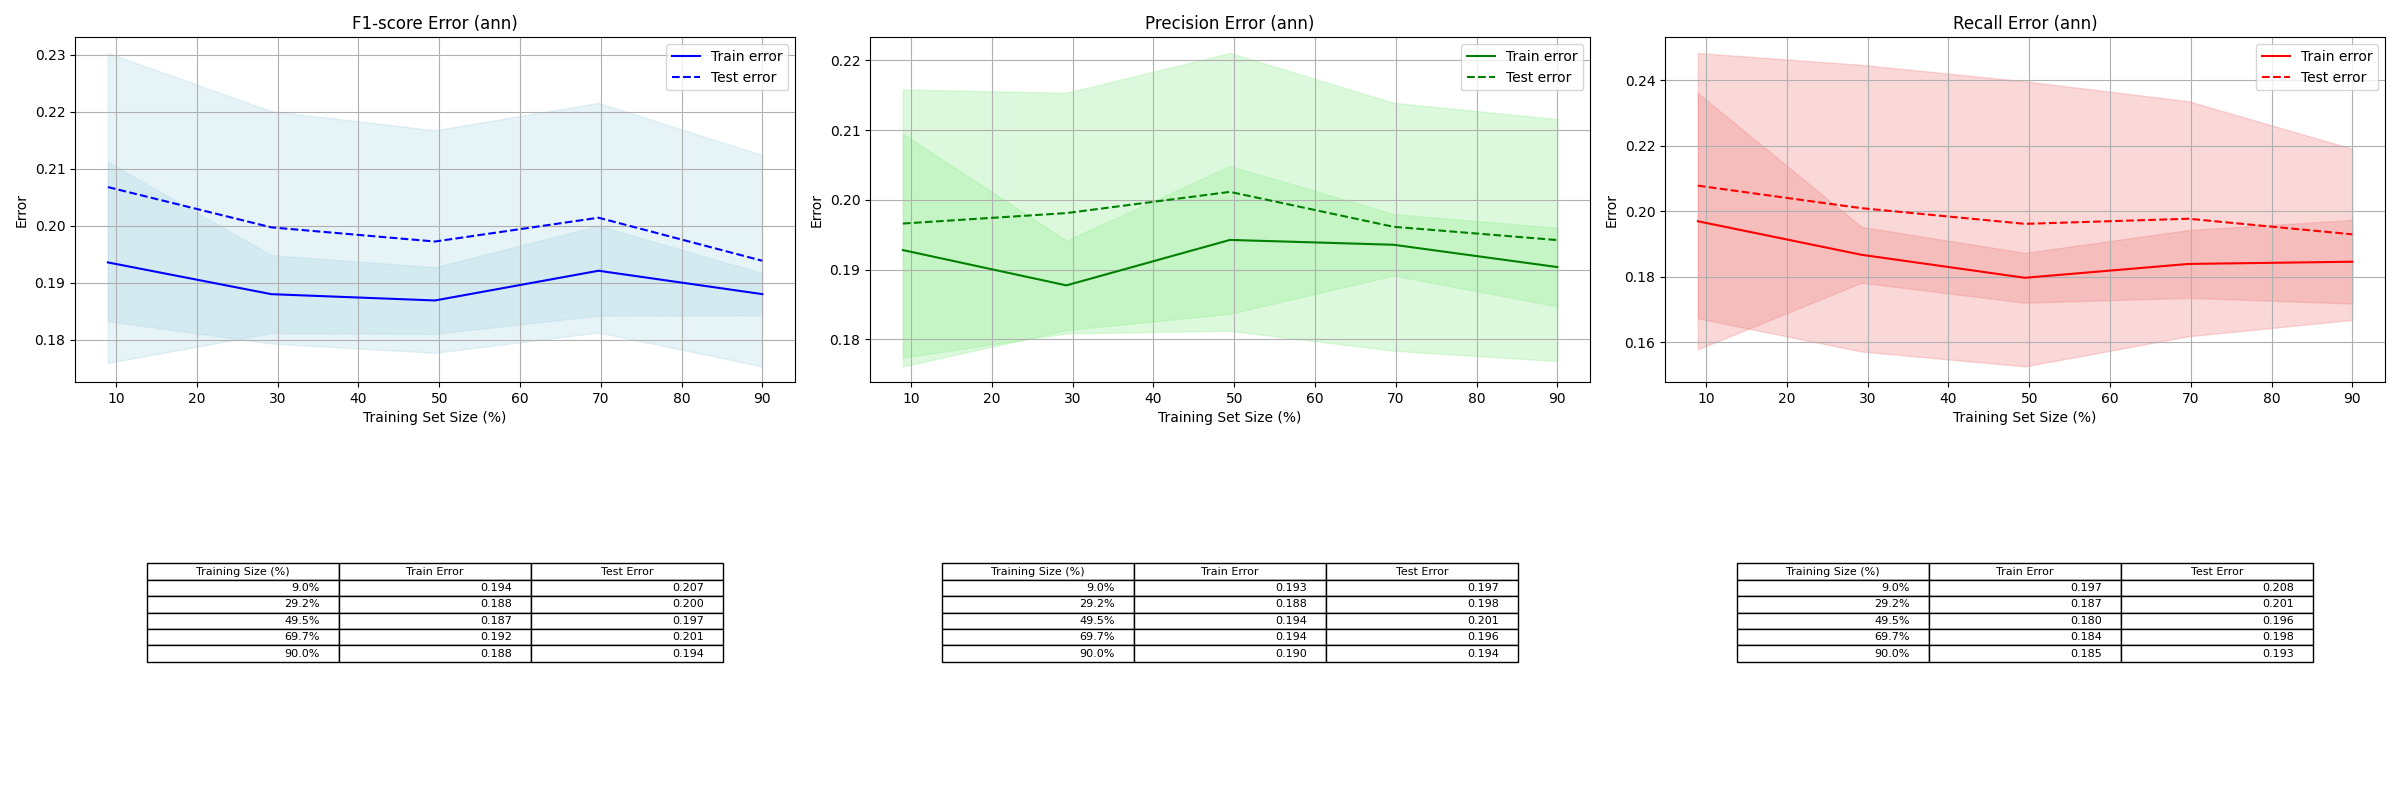 F1-score Error (ann)
0.23
0.22
0.21
0.20
0.19
0.18
Error
Train error
Test error
10 20 30 40 50 60 70 80 90
Training Set Size (%)
Precision Error (ann)
0.22
0.21
0.20
0.19
0.18
Error
Train error
Test error
10 20 30 40 50 60 70 80 90
Training Set Size (%)
Recall Error (ann)
0.24
0.22
0.20
0.18
0.16
Error
Train error
Test error
10 20 30 40 50 60 70 80 90
Training Set Size (%)
Training Size (%) Train Error Test Error
9.0% 0.194 0.207
29.2% 0.188 0.200
49.5% 0.187 0.197
69.7% 0.192 0.201
90.0% 0.188 0.194
Training Size (%) Train Error Test Error
9.0% 0.193 0.197
29.2% 0.188 0.198
49.5% 0.194 0.201
69.7% 0.194 0.196
90.0% 0.190 0.194
Training Size (%) Train Error Test Error
9.0% 0.197 0.208
29.2% 0.187 0.201
49.5% 0.180 0.196
69.7% 0.184 0.198
90.0% 0.185 0.193